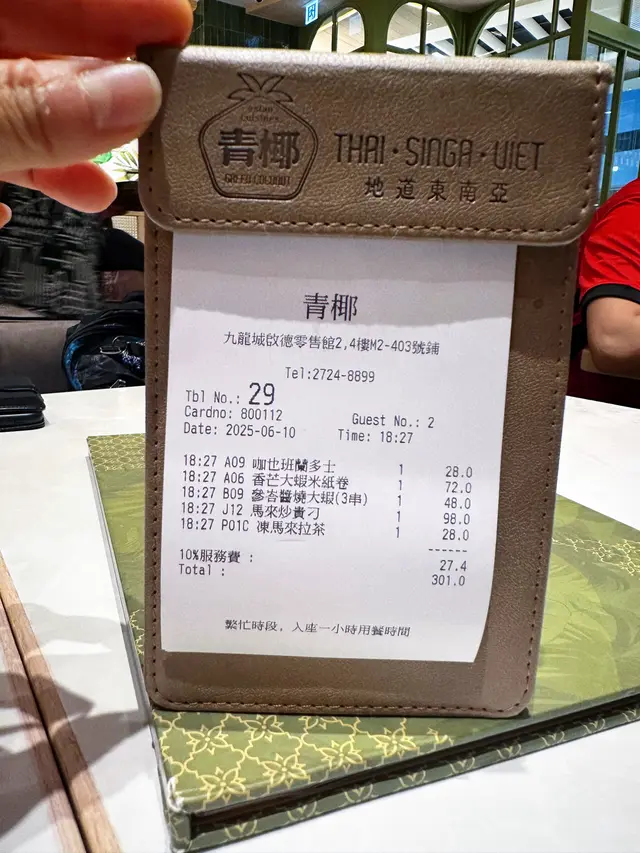 asian
cuisines
青椰
GREEN COCONUT
THAI·SINGA·VIET
地道東南亞
青椰
九龍城啟德零售館2,4樓M2-403號鋪
Tel:2724-8899
Tbl No.: 29
Cardno: 800112 Guest No.: 2
Date: 2025-06-10 Time: 18:27
18:27 A09 咖也班蘭多士 1 28.0
18:27 A06 香芒大蝦米紙卷 1 72.0
18:27 B09 參峇醬燒大蝦(3串) 1 48.0
18:27 J12 馬來炒貴刁 1 98.0
18:27 P01C 凍馬來拉茶 1 28.0
------
10%服務費 : 27.4
Total : 301.0
繁忙時段, 入座一小時用餐時間